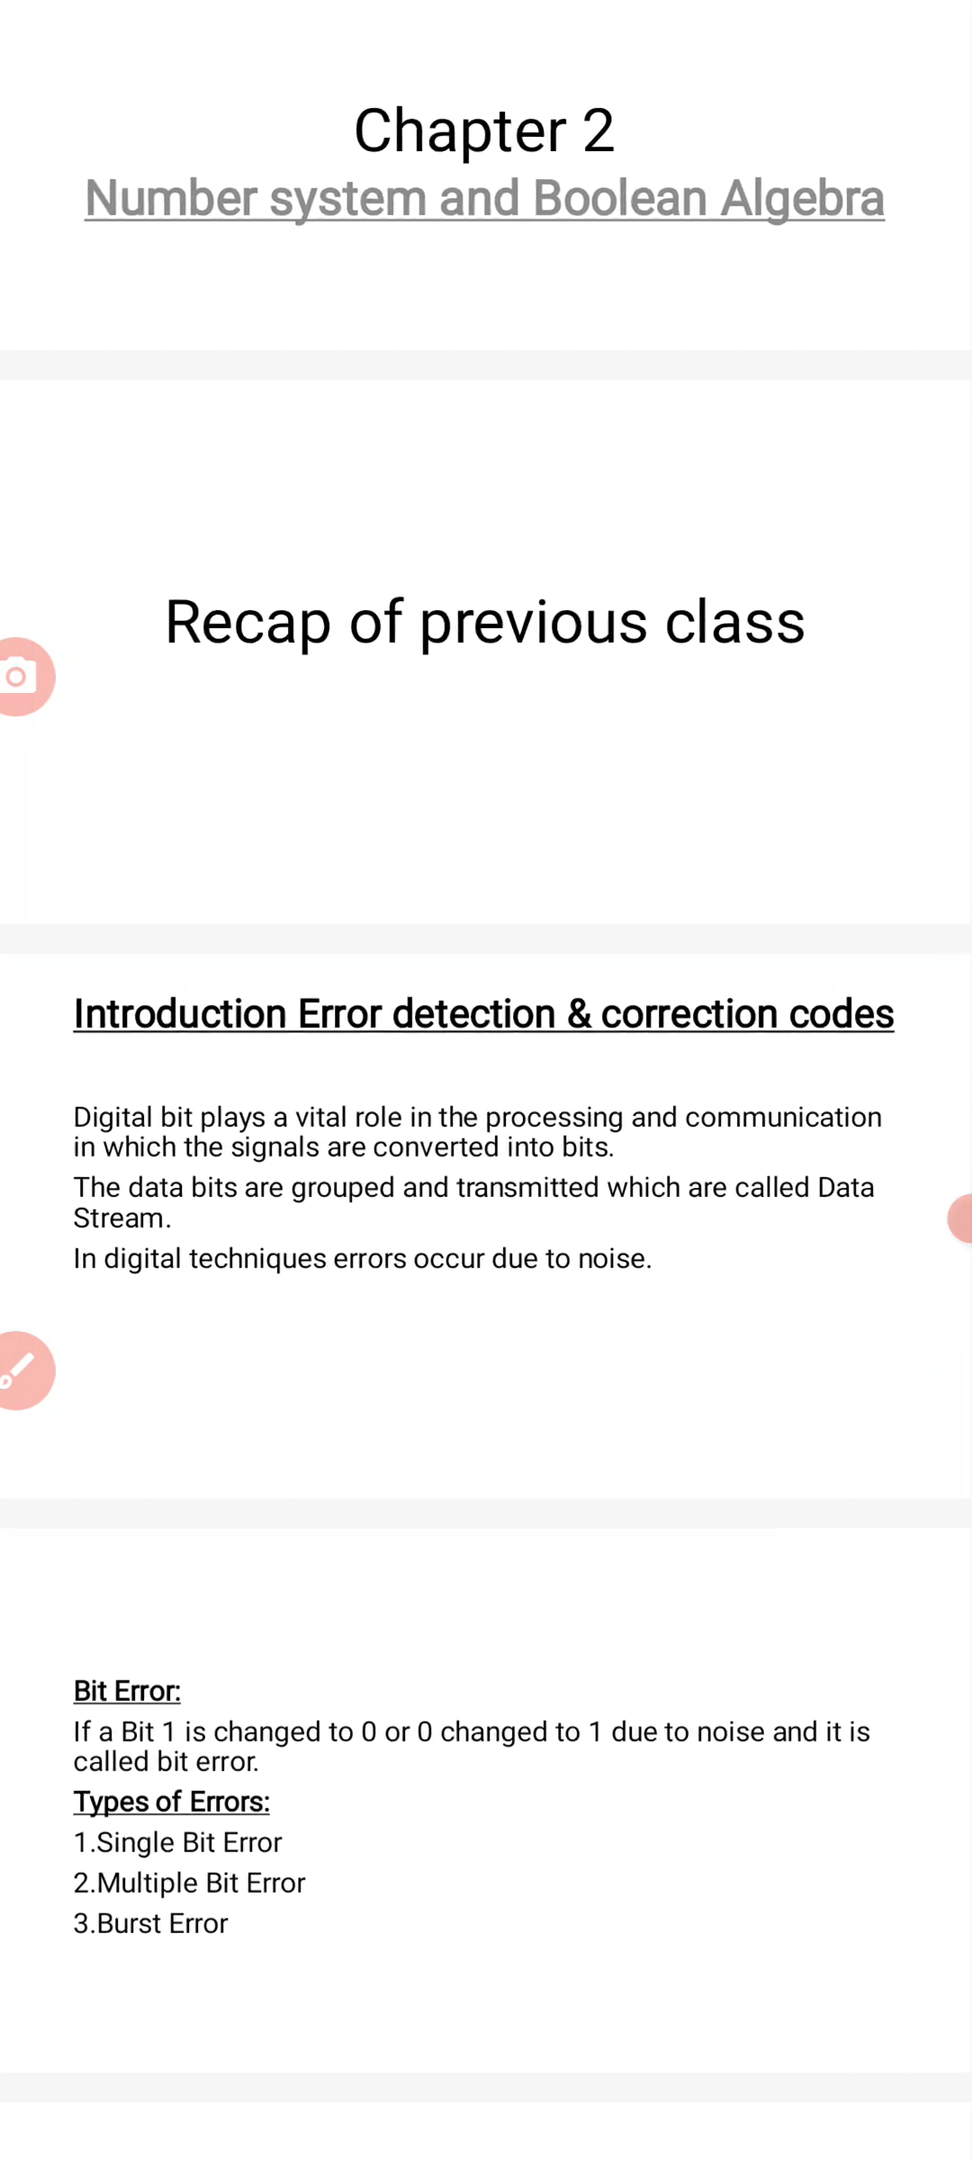 Chapter 2
Number system and Boolean Algebra
Recap of previous class
Introduction Error detection & correction codes
Digital bit plays a vital role in the processing and communication
in which the signals are converted into bits.
The data bits are grouped and transmitted which are called Data
Stream.
In digital techniques errors occur due to noise.
Bit Error:
If a Bit 1 is changed to 0 or 0 changed to 1 due to noise and it is
called bit error.
Types of Errors:
1.Single Bit Error
2.Multiple Bit Error
3.Burst Error